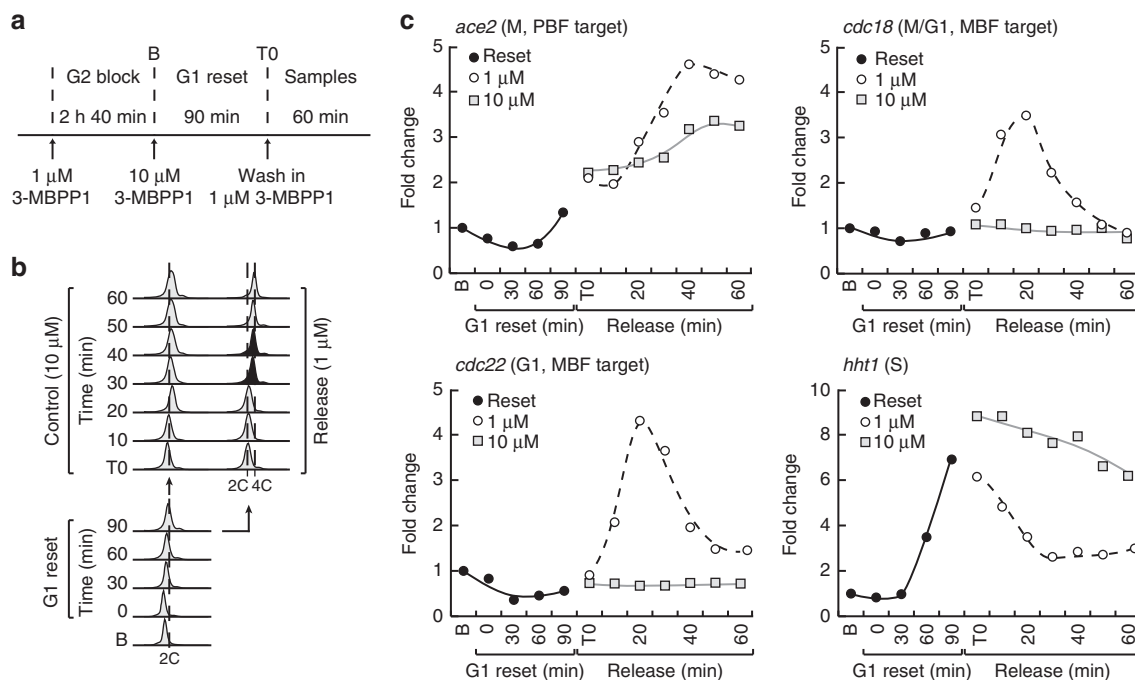 a
B T0
G2 block G1 reset Samples
2 h 40 min 90 min 60 min
1 μM 10 μM Wash in
3-MBPP1 3-MBPP1 1 μM 3-MBPP1
b
Control (10 μM)
Time (min)
60
50
40
30
20
10
T0
Release (1 μM)
2C 4C
G1 reset
Time (min)
90
60
30
0
B
2C
c
ace2 (M, PBF target)
Reset
1 μM
10 μM
Fold change
5
4
3
2
1
0
B 0 30 60 90 T0 20 40 60
G1 reset (min) Release (min)
cdc18 (M/G1, MBF target)
Reset
1 μM
10 μM
Fold change
5
4
3
2
1
0
B 0 30 60 90 T0 20 40 60
G1 reset (min) Release (min)
cdc22 (G1, MBF target)
Reset
1 μM
10 μM
Fold change
5
4
3
2
1
0
B 0 30 60 90 T0 20 40 60
G1 reset (min) Release (min)
hht1 (S)
Reset
1 μM
10 μM
Fold change
10
8
6
4
2
0
B 0 30 60 90 T0 20 40 60
G1 reset (min) Release (min)